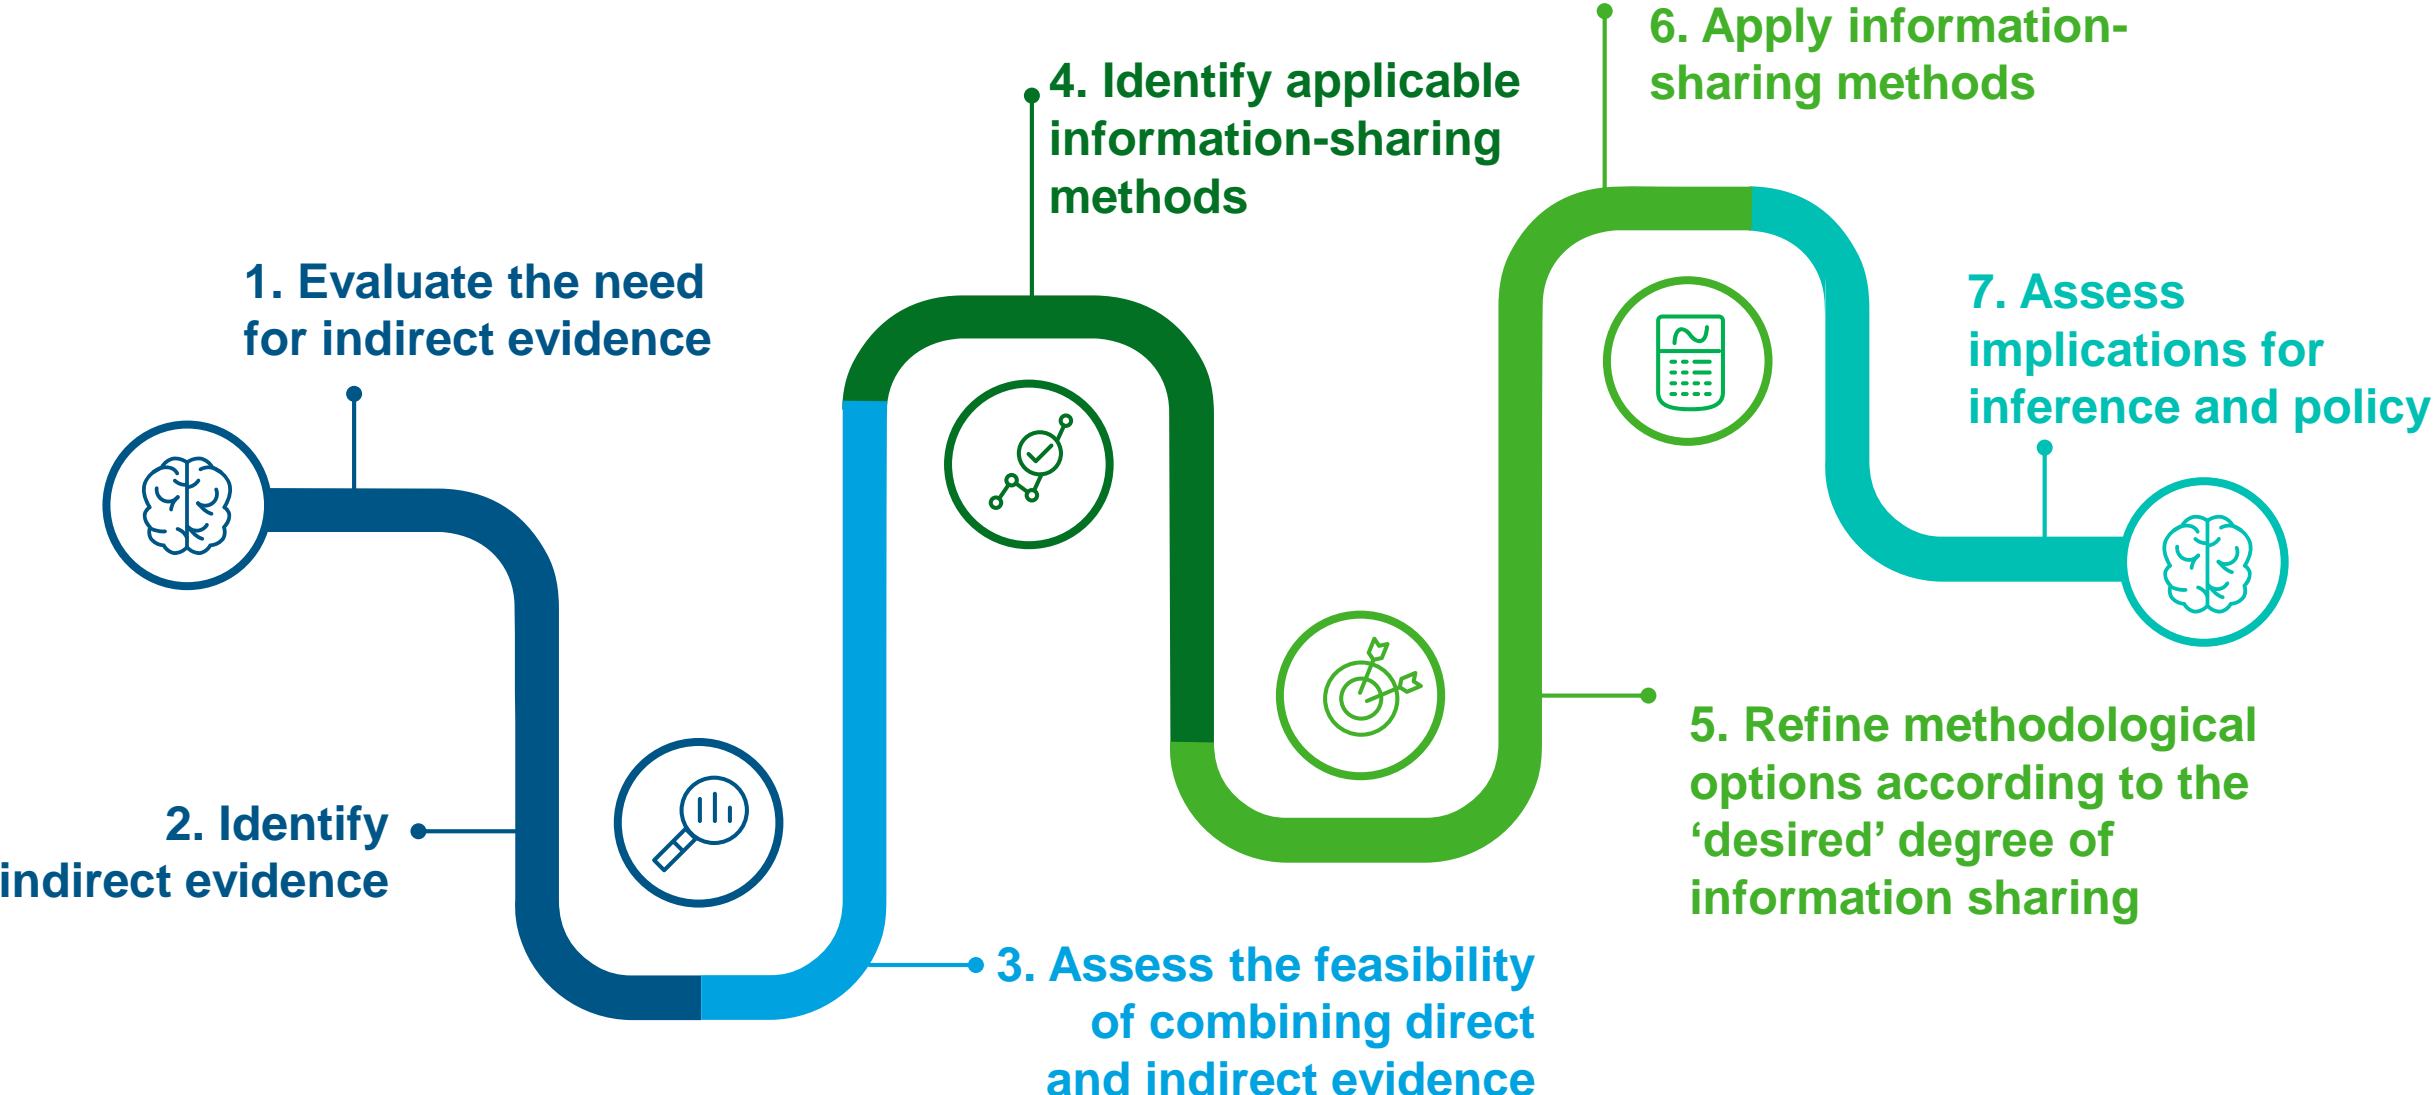 1. Evaluate the need
for indirect evidence
2. Identify
indirect evidence
3. Assess the feasibility
of combining direct
and indirect evidence
4. Identify applicable
information-sharing
methods
5. Refine methodological
options according to the
‘desired’ degree of
information sharing
6. Apply information-
sharing methods
7. Assess
implications for
inference and policy